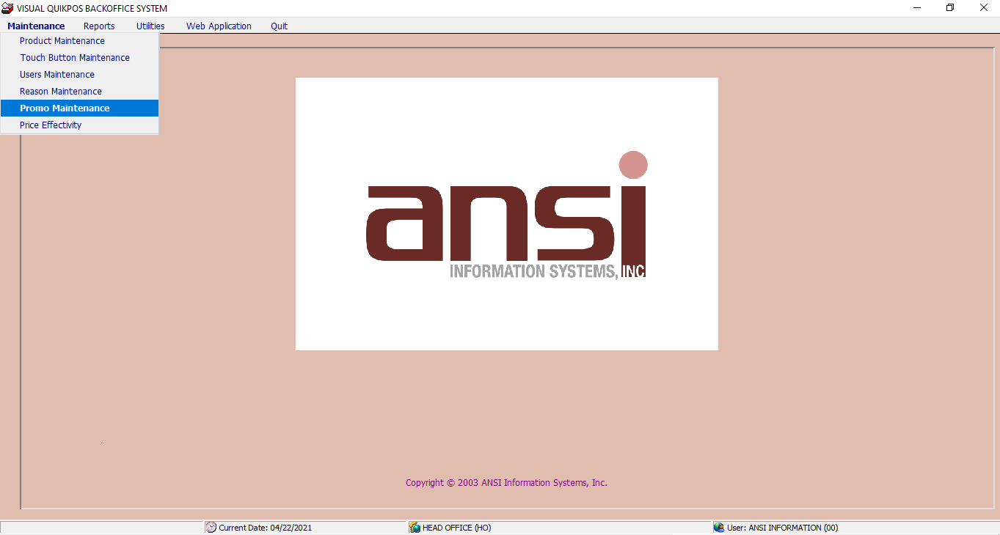 VISUAL QUIKPOS BACKOFFICE SYSTEM
Maintenance Reports Utilities Web Application Quit
Product Maintenance
Touch Button Maintenance
Users Maintenance
Reason Maintenance
Promo Maintenance
Price Effectivity
ansi
INFORMATION SYSTEMS, INC
Copyright © 2003 ANSI Information Systems, Inc.
Current Date: 04/22/2021 HEAD OFFICE (HO) User: ANSI INFORMATION (00)